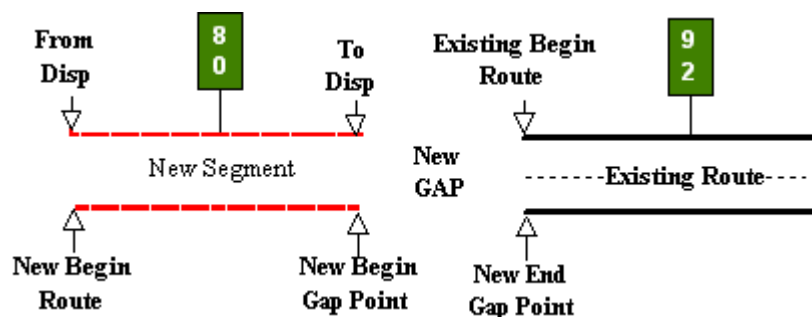 From
Disp
8
0
To
Disp
Existing Begin
Route
9
2
New Segment
New
GAP
Existing Route
New Begin
Route
New Begin
Gap Point
New End
Gap Point